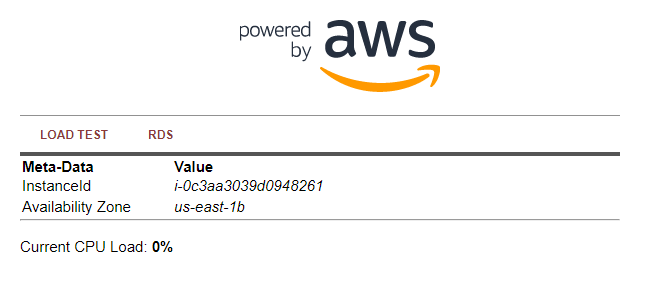 powered
by aws
LOAD TEST RDS
Meta-Data Value
InstanceId i-0c3aa3039d0948261
Availability Zone us-east-1b
Current CPU Load: 0%